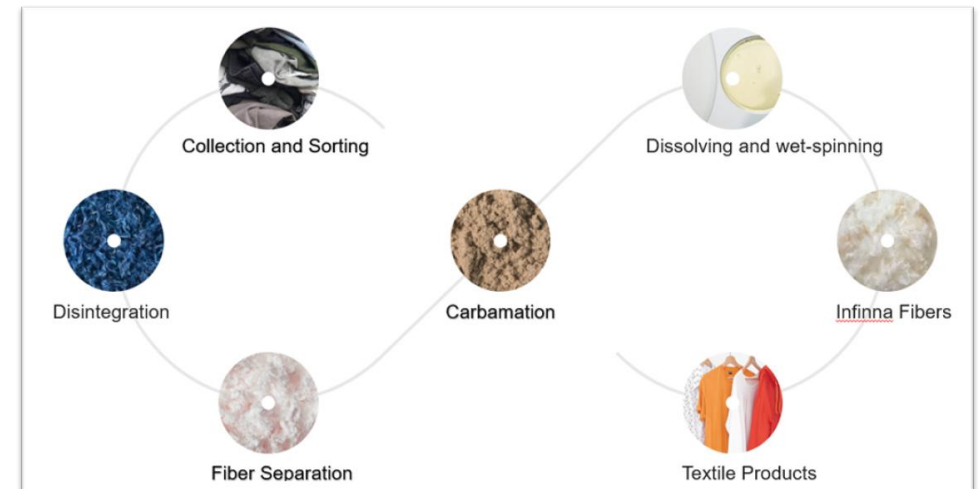 Collection and Sorting
Dissolving and wet-spinning
Disintegration
Carbamation
Infinna Fibers
Fiber Separation
Textile Products